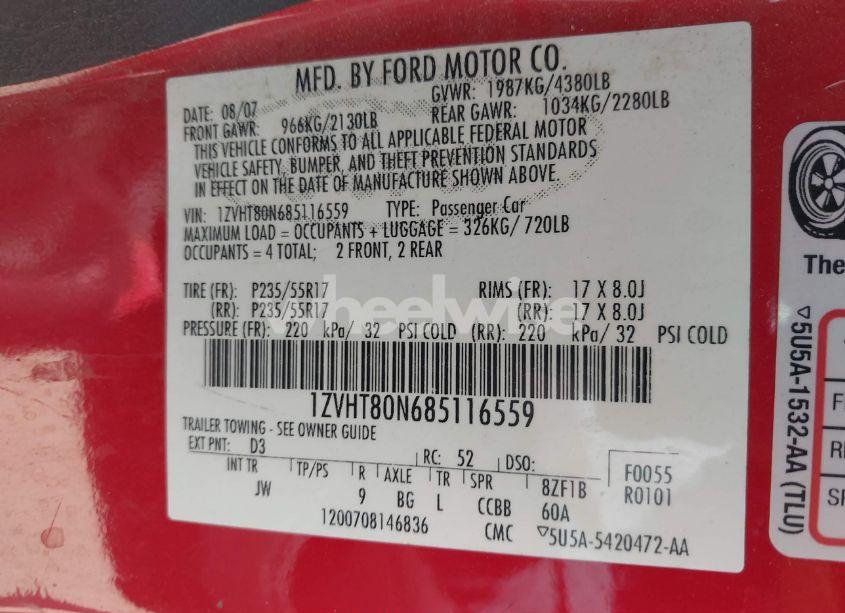 MFD. BY FORD MOTOR CO.
DATE: 08/07 GVWR: 1987KG/4380LB
FRONT GAWR: 966KG/2130LB REAR GAWR: 1034KG/2280LB
THIS VEHICLE CONFORMS TO ALL APPLICABLE FEDERAL MOTOR
VEHICLE SAFETY, BUMPER, AND THEFT PREVENTION STANDARDS
IN EFFECT ON THE DATE OF MANUFACTURE SHOWN ABOVE.
VIN: 1ZVHT80N685116559 TYPE: Passenger Car
MAXIMUM LOAD = OCCUPANTS + LUGGAGE = 326KG/ 720LB
OCCUPANTS = 4 TOTAL; 2 FRONT, 2 REAR
TIRE (FR): P235/55R17 RIMS (FR): 17 X 8.0J
(RR): P235/55R17 (RR): 17 X 8.0J
PRESSURE (FR): 220 kPa/ 32 PSI COLD (RR): 220 kPa/ 32 PSI COLD
wheelwire
1ZVHT80N685116559
TRAILER TOWING - SEE OWNER GUIDE
EXT PNT: D3 RC: 52 DSO: F0055
INT TR TP/PS R AXLE TR SPR 8ZF1B R0101
JW 9 BG L CCBB 60A
1200708146836 CMC ▽5U5A-5420472-AA
The
▽5U5A-1532-AA (TLU)